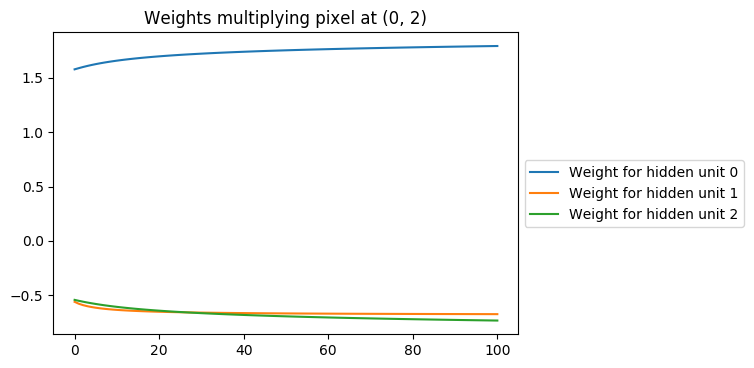 Weights multiplying pixel at (0, 2)
1.5
1.0
0.5
0.0
−0.5
0 20 40 60 80 100
Weight for hidden unit 0
Weight for hidden unit 1
Weight for hidden unit 2